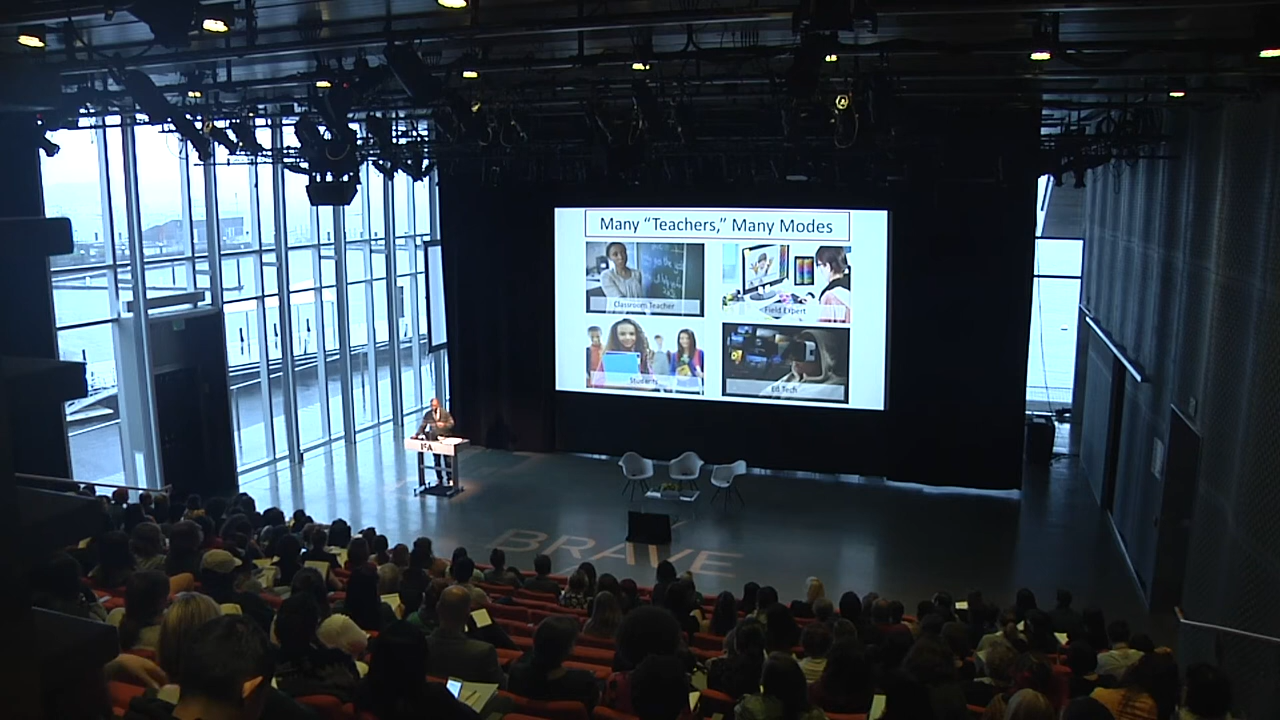 Many “Teachers,” Many Modes
Classroom Teacher
Field Expert
Students
Ed Tech
BRAVE